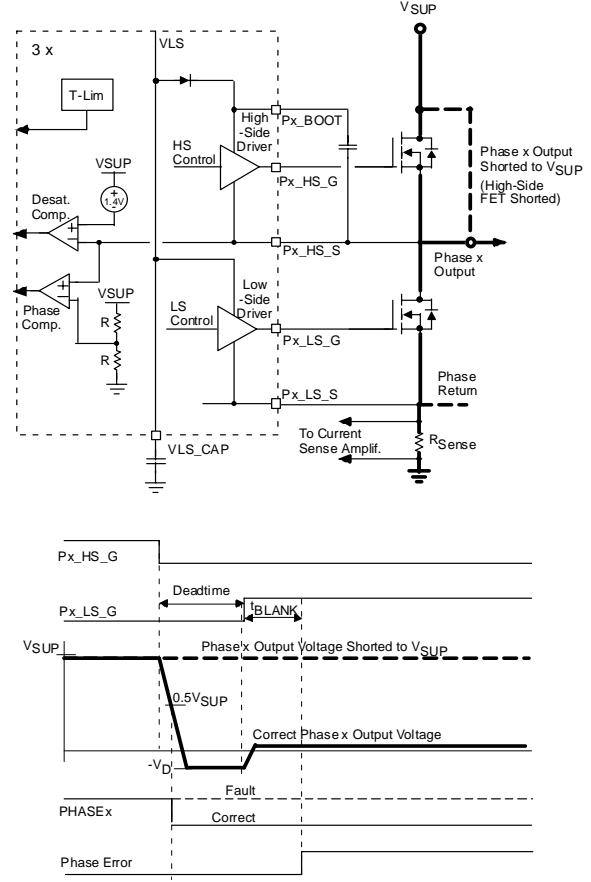 VSUP
3 x
VLS
T-Lim
High
-Side
Driver
Px_BOOT
HS
Control
Px_HS_G
Phase x Output
Shorted to VSUP
(High-Side
FET Shorted)
VSUP
1.4V
Desat.
Comp.
+
–
Px_HS_S
Phase x
Output
+
–
Phase
Comp.
VSUP
R
R
LS
Control
Low-
Side
Driver
Px_LS_G
Phase
Return
Px_LS_S
To Current
Sense Amplif.
RSense
VLS_CAP
Px_HS_G
Deadtime
tBLANK
Px_LS_G
VSUP
Phase x Output Voltage Shorted to VSUP
0.5VSUP
Correct Phase x Output Voltage
-VD
Fault
PHASEx
Correct
Phase Error